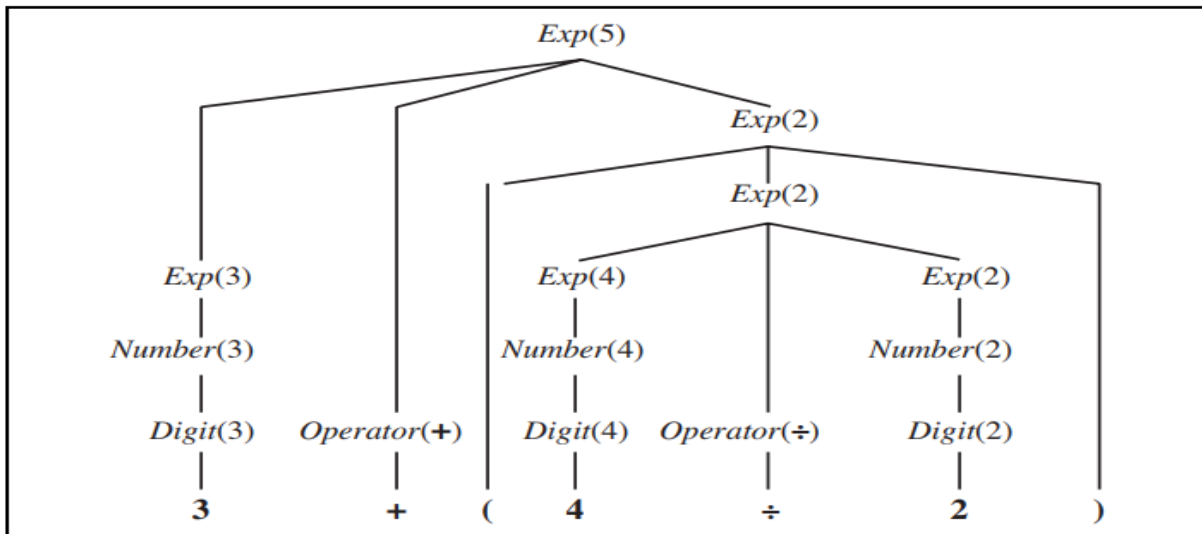 Exp(5)
Exp(2)
Exp(2)
Exp(3) Exp(4) Exp(2)
Number(3) Number(4) Number(2)
Digit(3) Operator(+) Digit(4) Operator(÷) Digit(2)
3 + ( 4 ÷ 2 )